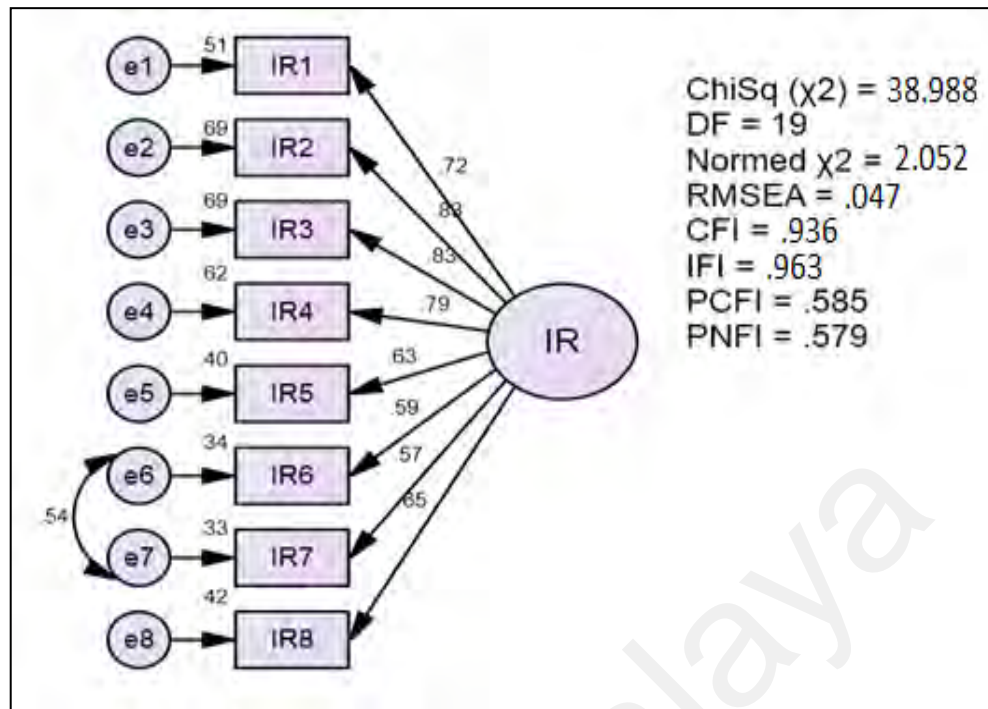 .51
e1
IR1
.69
e2
IR2
.69
e3
IR3
.62
e4
IR4
.40
e5
IR5
.34
e6
IR6
.54
.33
e7
IR7
.42
e8
IR8
.72
.83
.83
.79
.63
.59
.57
.65
IR
ChiSq (χ2) = 38.988
DF = 19
Normed χ2 = 2.052
RMSEA = .047
CFI = .936
IFI = .963
PCFI = .585
PNFI = .579
laya